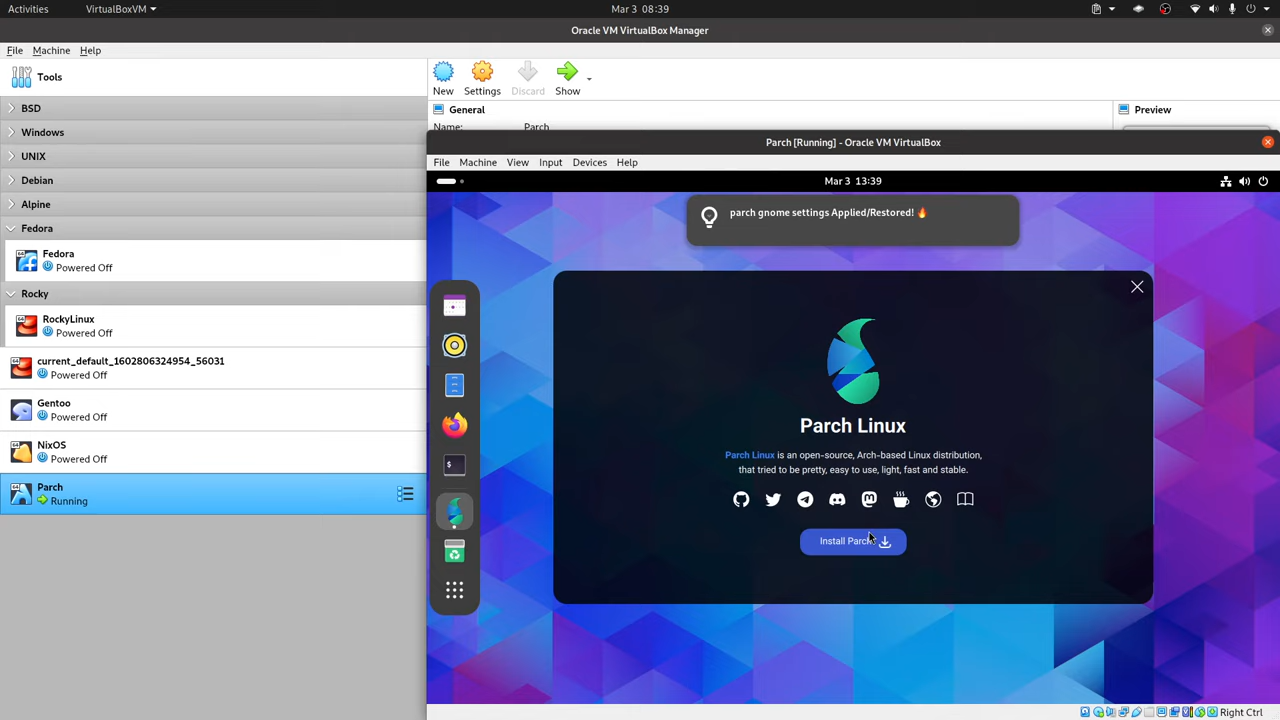 Activities
VirtualBoxVM
Mar 3 08:39
Oracle VM VirtualBox Manager
File Machine Help
Tools
New
Settings
Discard
Show
BSD
Windows
UNIX
Debian
Alpine
Fedora
Fedora
Powered Off
Rocky
RockyLinux
Powered Off
current_default_1602806324954_56031
Powered Off
Gentoo
Powered Off
NixOS
Powered Off
Parch
Running
General
Name: Parch
Preview
Parch [Running] - Oracle VM VirtualBox
File Machine View Input Devices Help
Mar 3 13:39
parch gnome settings Applied/Restored! 🔥
Parch Linux
Parch Linux is an open-source, Arch-based Linux distribution,
that tried to be pretty, easy to use, light, fast and stable.
Install Parch
Right Ctrl